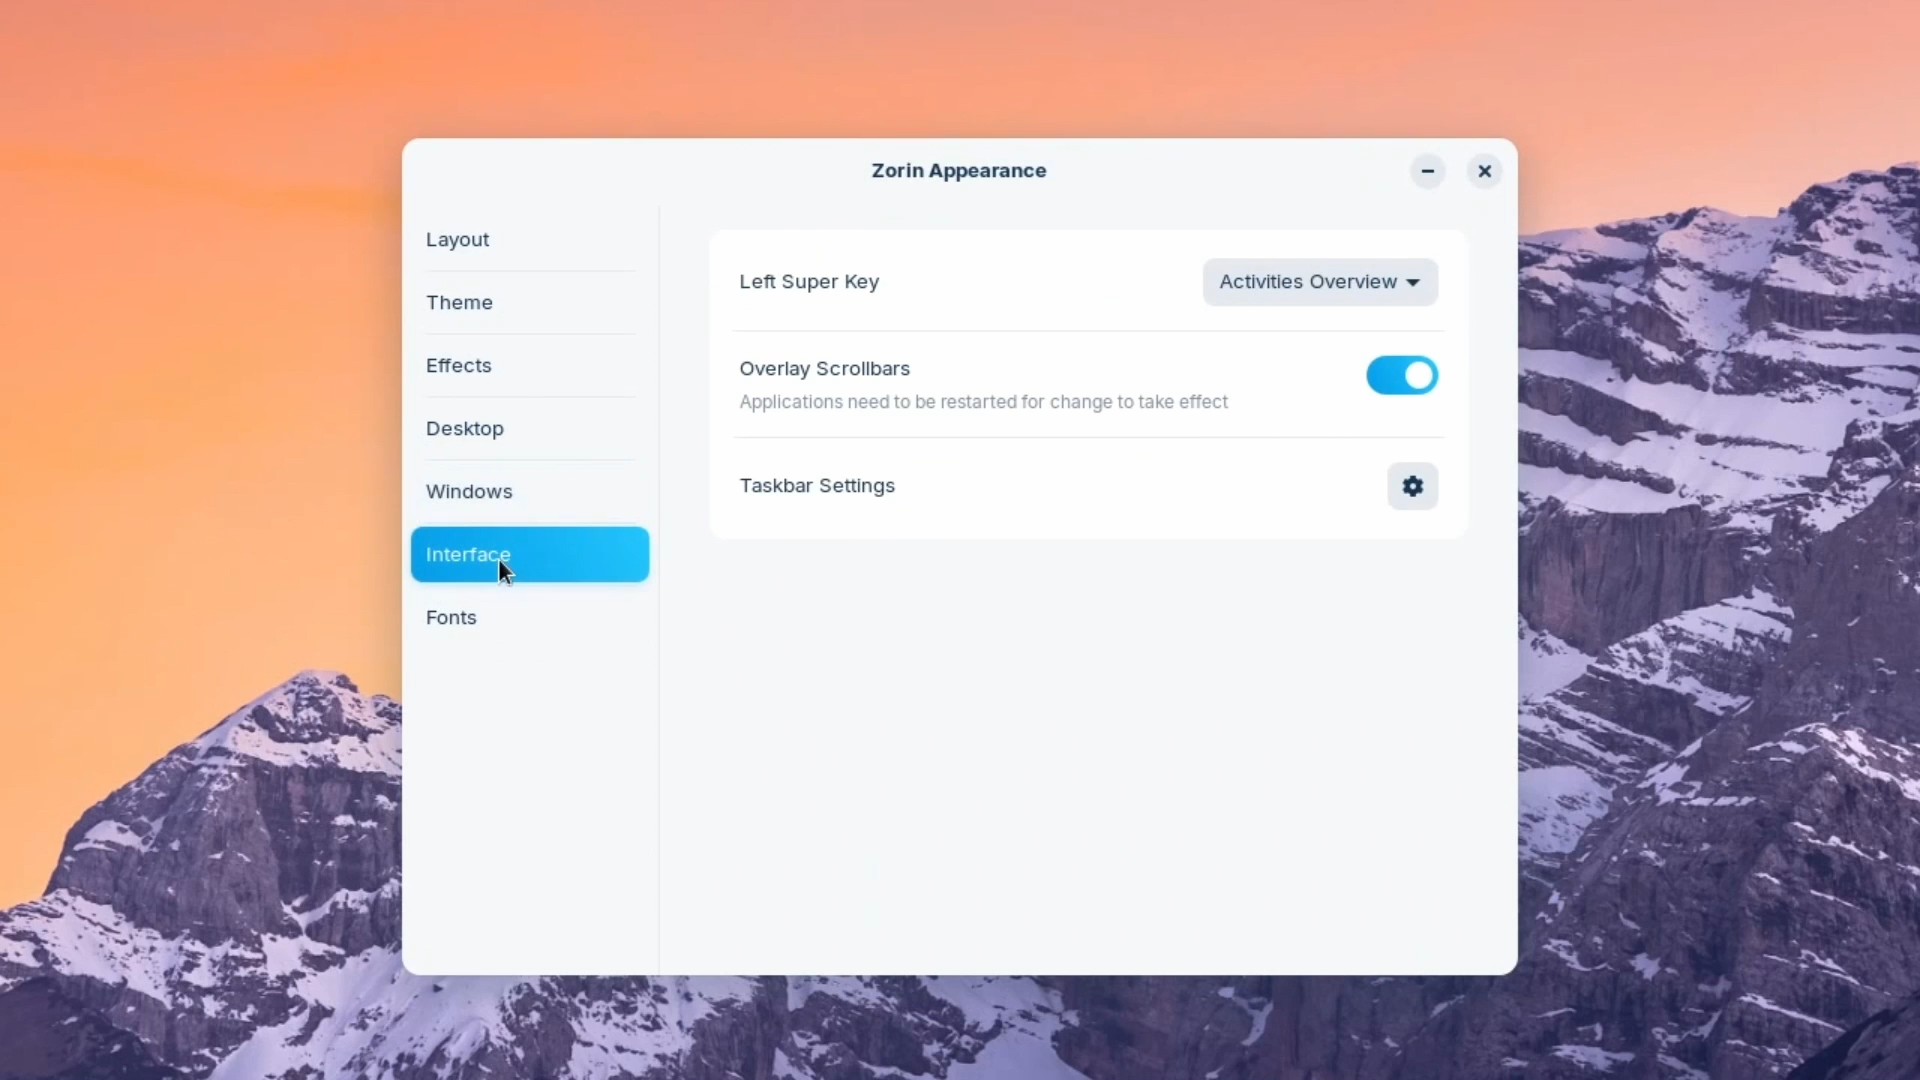 Zorin Appearance
Layout
Theme
Effects
Desktop
Windows
Interface
Fonts
Left Super Key
Activities Overview
Overlay Scrollbars
Applications need to be restarted for change to take effect
Taskbar Settings